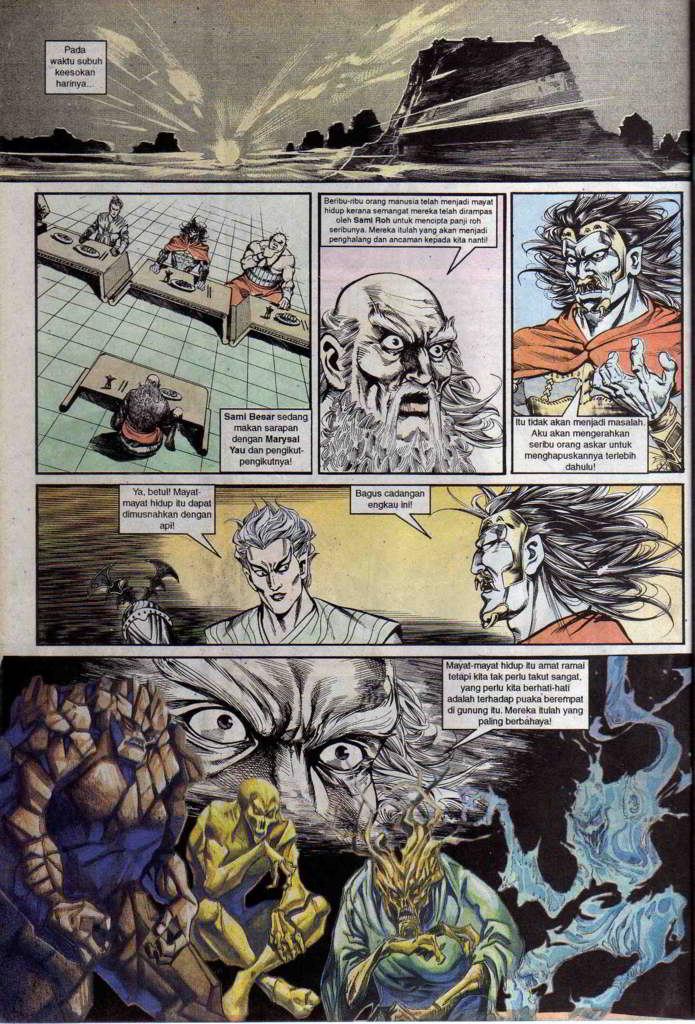 Pada
waktu subuh
keesokan
harinya...
Sami Besar sedang
makan sarapan
dengan Marysal
Yau dan pengikut-
pengikutnya!
Beribu-ribu orang manusia telah menjadi mayat
hidup kerana semangat mereka telah dirampas
oleh Sami Roh untuk mencipta panji roh
seribunya. Mereka itulah yang akan menjadi
penghalang dan ancaman kepada kita nanti!
Itu tidak akan menjadi masalah.
Aku akan mengerahkan
seribu orang askar untuk
menghapuskannya terlebih
dahulu!
Ya, betul! Mayat-
mayat hidup itu dapat
dimusnahkan dengan
api!
Bagus cadangan
engkau ini!
Mayat-mayat hidup itu amat ramai
tetapi kita tak perlu takut sangat,
yang perlu kita berhati-hati
adalah terhadap puaka berempat
di gunung itu. Mereka itulah yang
paling berbahaya!